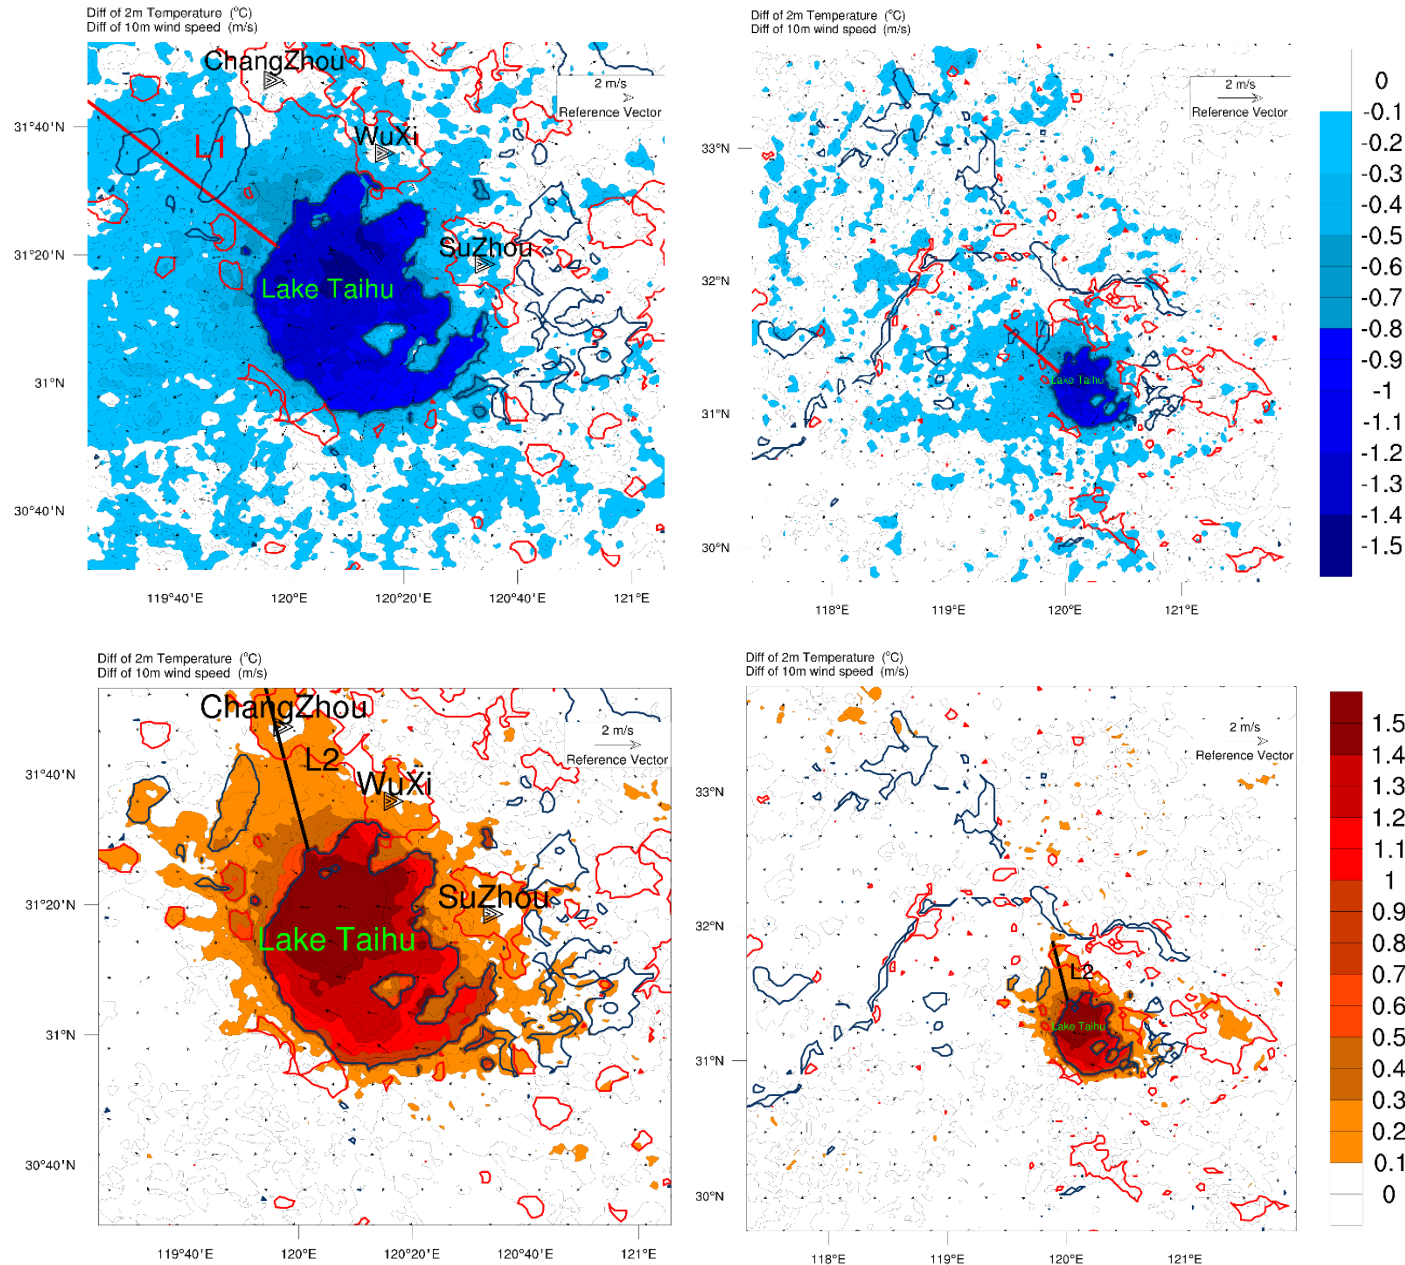 Diff of 2m Temperature (°C)
Diff of 10m wind speed (m/s)
ChangZhou
2 m/s
Reference Vector
WuXi
L1
SuZhou
Lake Taihu
31°40'N
31°20'N
31°N
30°40'N
119°40'E
120°E
120°20'E
120°40'E
121°E
Diff of 2m Temperature (°C)
Diff of 10m wind speed (m/s)
2 m/s
Reference Vector
L1
Lake Taihu
33°N
32°N
31°N
30°N
118°E
119°E
120°E
121°E
0
-0.1
-0.2
-0.3
-0.4
-0.5
-0.6
-0.7
-0.8
-0.9
-1
-1.1
-1.2
-1.3
-1.4
-1.5
Diff of 2m Temperature (°C)
Diff of 10m wind speed (m/s)
ChangZhou
2 m/s
Reference Vector
L2
WuXi
SuZhou
Lake Taihu
31°40'N
31°20'N
31°N
30°40'N
119°40'E
120°E
120°20'E
120°40'E
121°E
Diff of 2m Temperature (°C)
Diff of 10m wind speed (m/s)
2 m/s
Reference Vector
L2
Lake Taihu
33°N
32°N
31°N
30°N
118°E
119°E
120°E
121°E
1.5
1.4
1.3
1.2
1.1
1
0.9
0.8
0.7
0.6
0.5
0.4
0.3
0.2
0.1
0